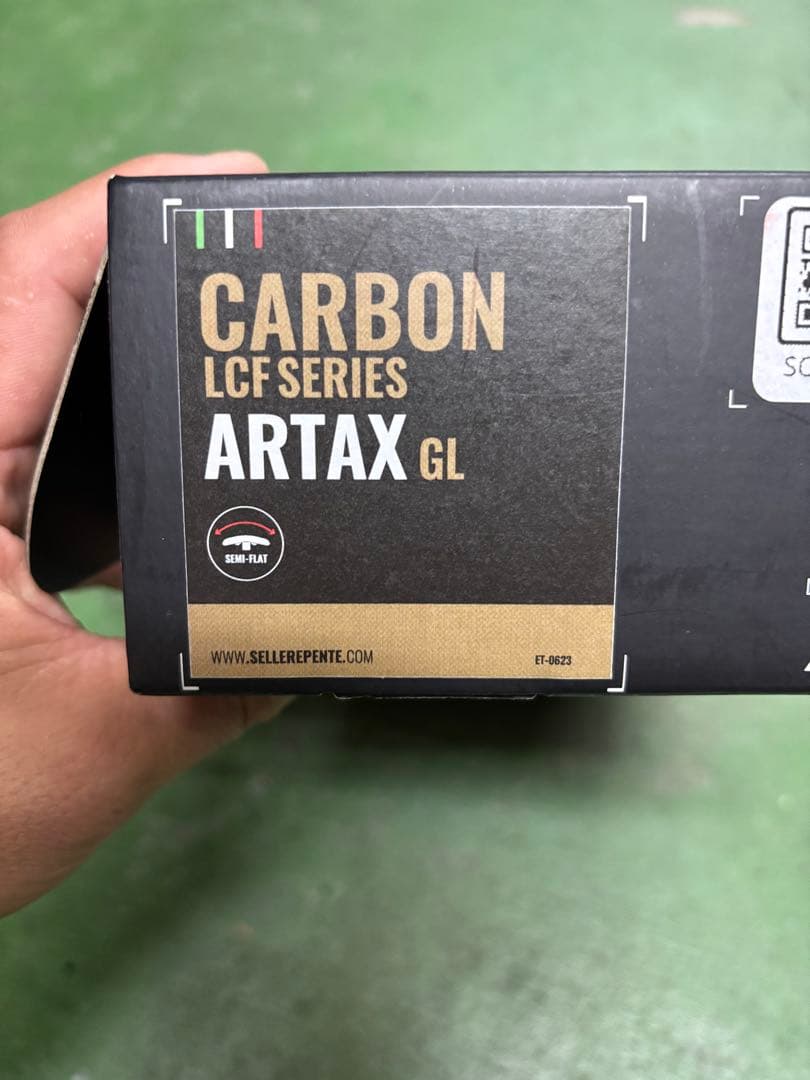 CARBON
LCF SERIES
ARTAX GL
SEMI-FLAT
WWW.SELLEREPENTE.COM
ET-0623